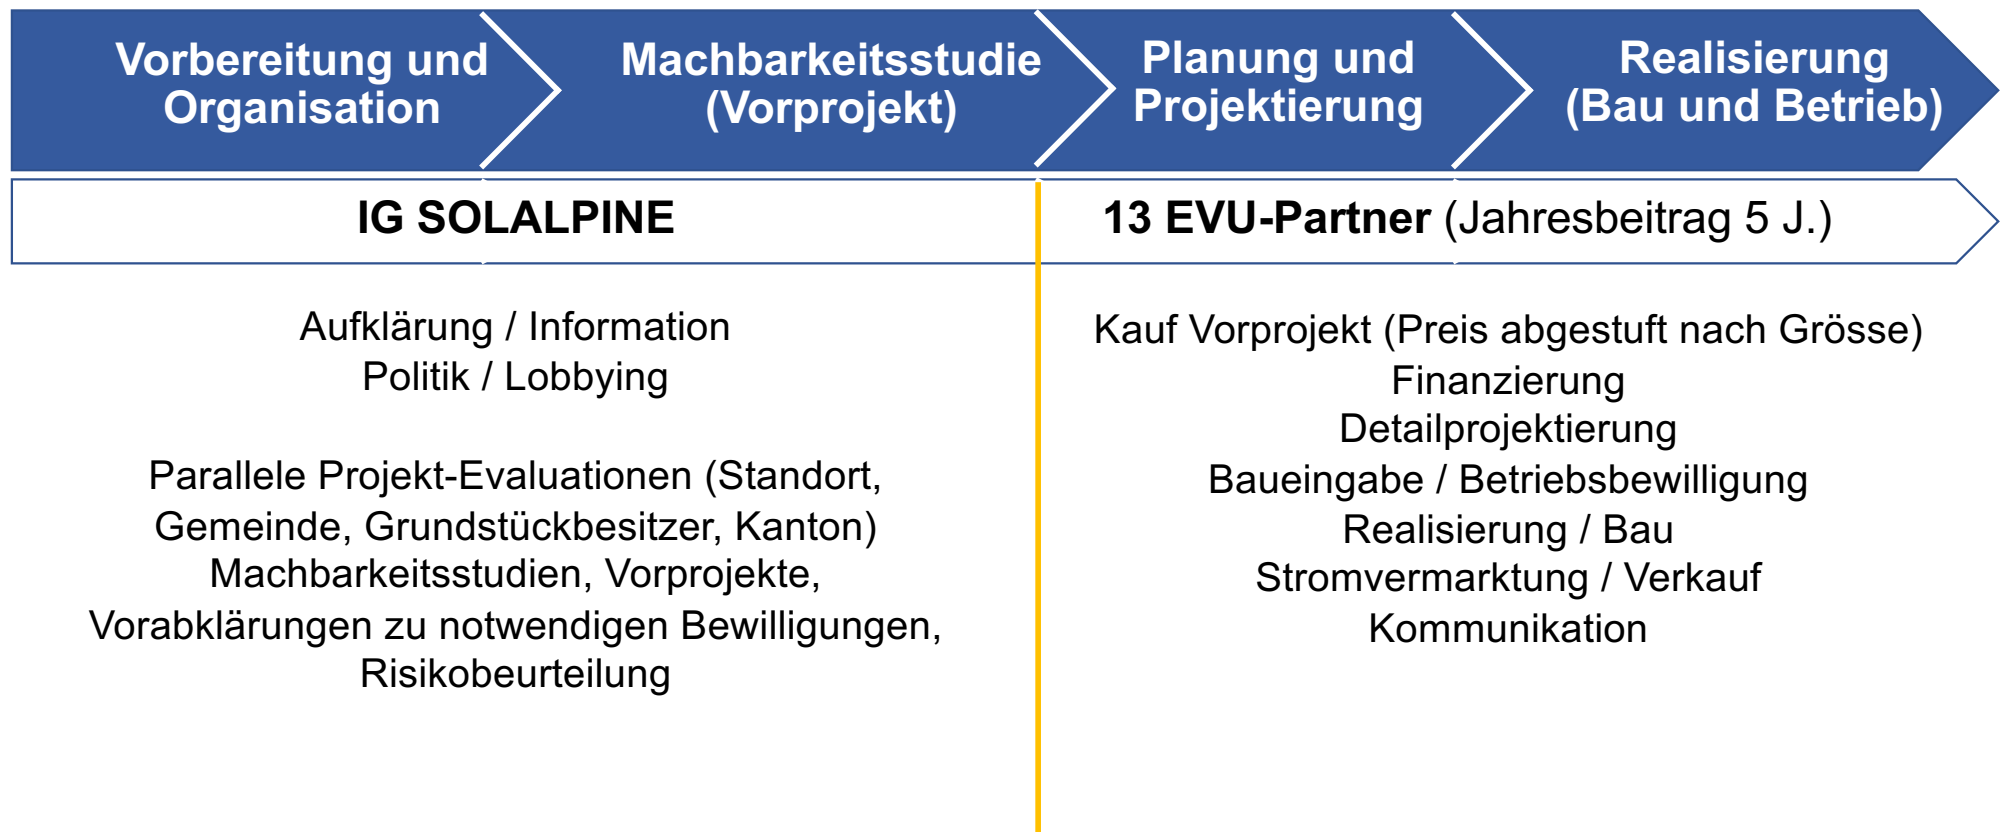 Vorbereitung und
Organisation
Machbarkeitsstudie
(Vorprojekt)
Planung und
Projektierung
Realisierung
(Bau und Betrieb)
IG SOLALPINE
13 EVU-Partner (Jahresbeitrag 5 J.)
Aufklärung / Information
Politik / Lobbying
Parallele Projekt-Evaluationen (Standort,
Gemeinde, Grundstückbesitzer, Kanton)
Machbarkeitsstudien, Vorprojekte,
Vorabklärungen zu notwendigen Bewilligungen,
Risikobeurteilung
Kauf Vorprojekt (Preis abgestuft nach Grösse)
Finanzierung
Detailprojektierung
Baueingabe / Betriebsbewilligung
Realisierung / Bau
Stromvermarktung / Verkauf
Kommunikation